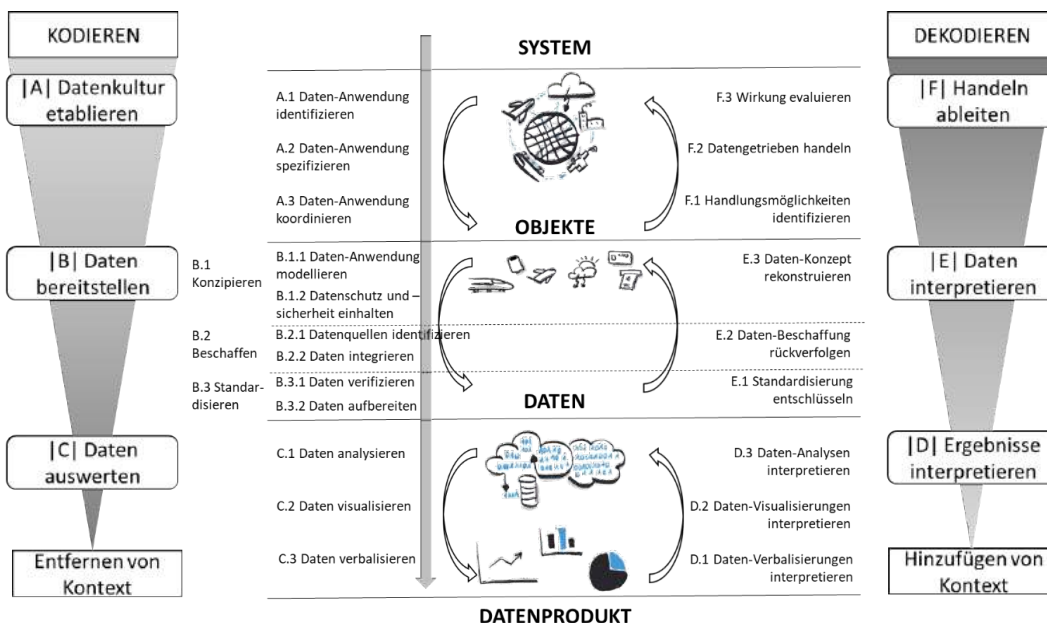 KODIEREN
|A| Datenkultur
etablieren
|B| Daten
bereitstellen
|C| Daten
auswerten
Entfernen von
Kontext
SYSTEM
A.1 Daten-Anwendung
identifizieren
A.2 Daten-Anwendung
spezifizieren
A.3 Daten-Anwendung
koordinieren
F.3 Wirkung evaluieren
F.2 Datengetrieben handeln
F.1 Handlungsmöglichkeiten
identifizieren
OBJEKTE
B.1
Konzipieren
B.1.1 Daten-Anwendung
modellieren
B.1.2 Datenschutz und –
sicherheit einhalten
B.2
Beschaffen
B.2.1 Datenquellen identifizieren
B.2.2 Daten integrieren
B.3 Standar-
disieren
B.3.1 Daten verifizieren
B.3.2 Daten aufbereiten
E.3 Daten-Konzept
rekonstruieren
E.2 Daten-Beschaffung
rückverfolgen
E.1 Standardisierung
entschlüsseln
DATEN
C.1 Daten analysieren
C.2 Daten visualisieren
C.3 Daten verbalisieren
D.3 Daten-Analysen
interpretieren
D.2 Daten-Visualisierungen
interpretieren
D.1 Daten-Verbalisierungen
interpretieren
DATENPRODUKT
DEKODIEREN
|F| Handeln
ableiten
|E| Daten
interpretieren
|D| Ergebnisse
interpretieren
Hinzufügen von
Kontext